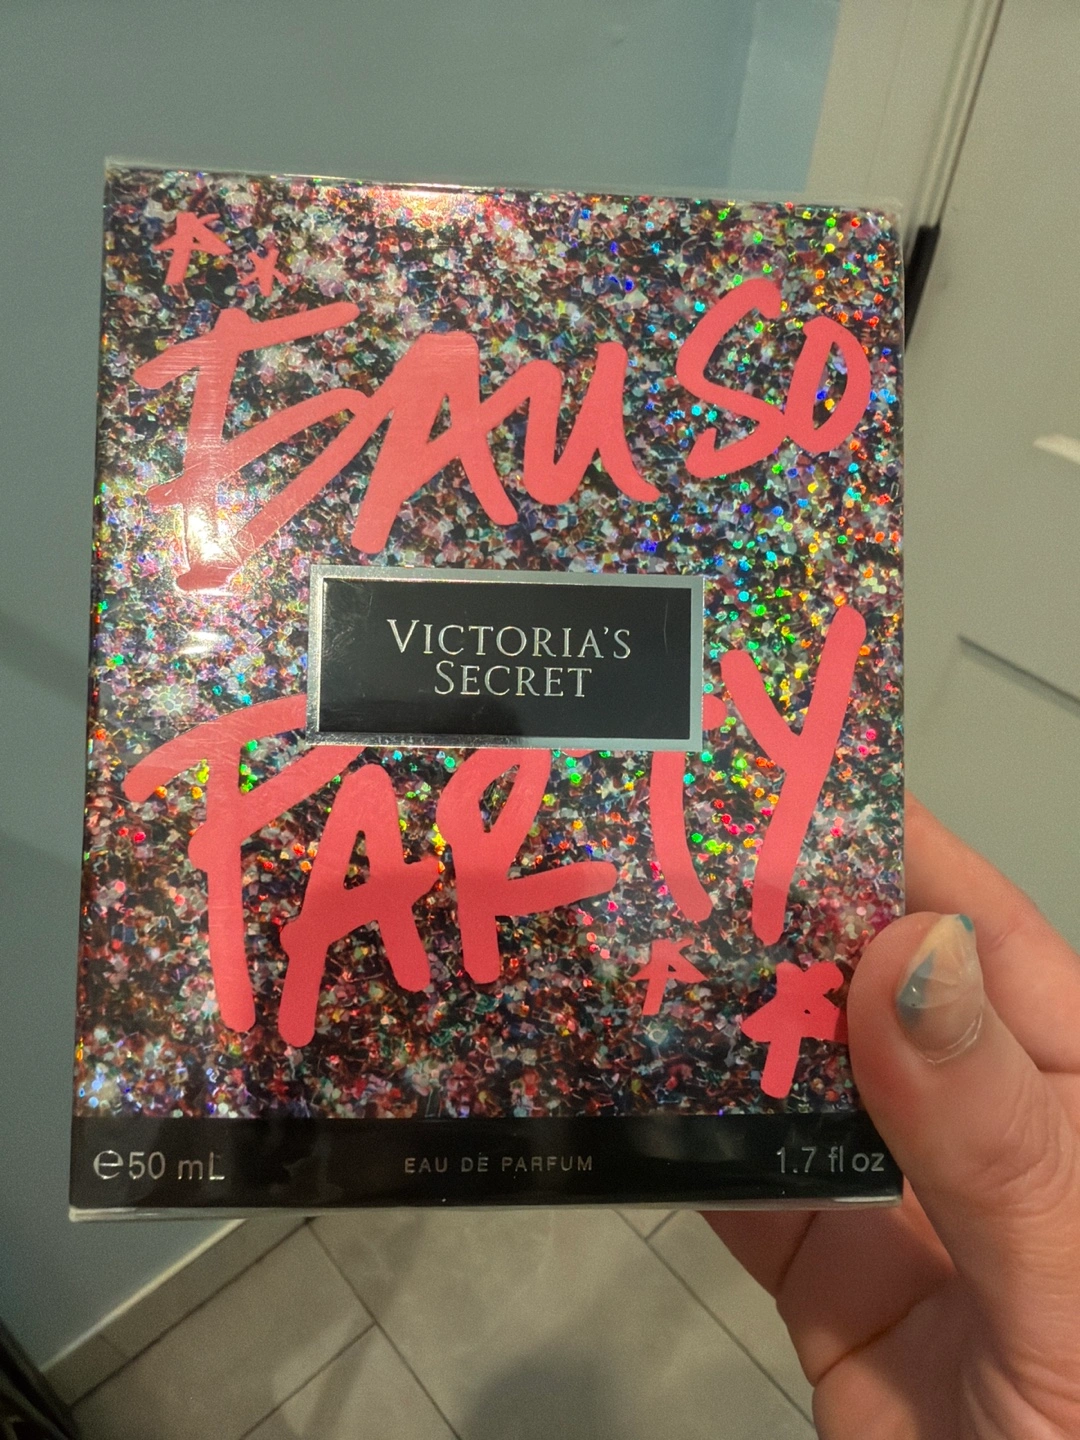 EAU SO
VICTORIA'S
SECRET
PARTY
℮50 mL EAU DE PARFUM 1.7 fl oz